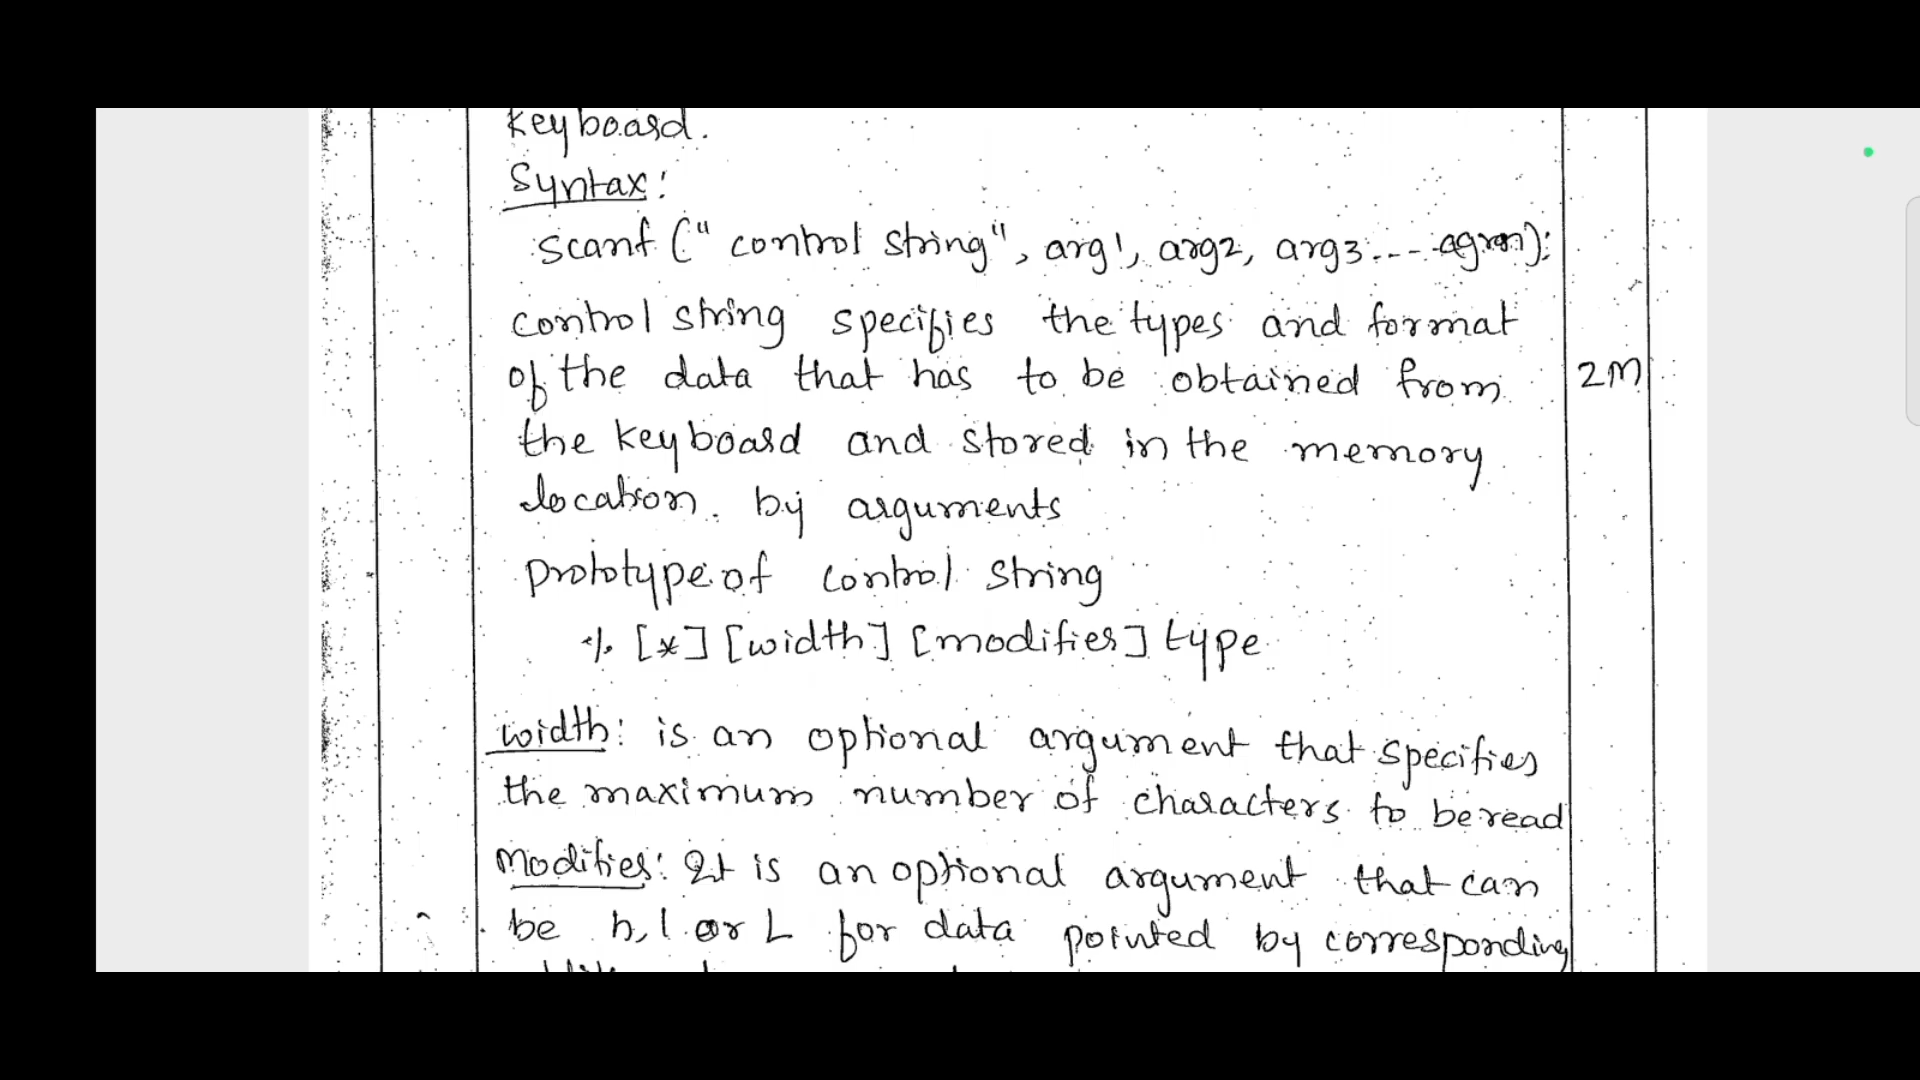 keyboard.
Syntax:
scanf ("control string", arg1, arg2, arg3....
control string specifies the types and format
of the data that has to be obtained from
2M
the keyboard and stored in the memory
location. by arguments
prototype of control string
% [*] [width] [modifier] type
width: is an optional argument that specifies
the maximum number of characters to be read
Modifier: It is an optional argument that can
be h, l or L for data pointed by corresponding